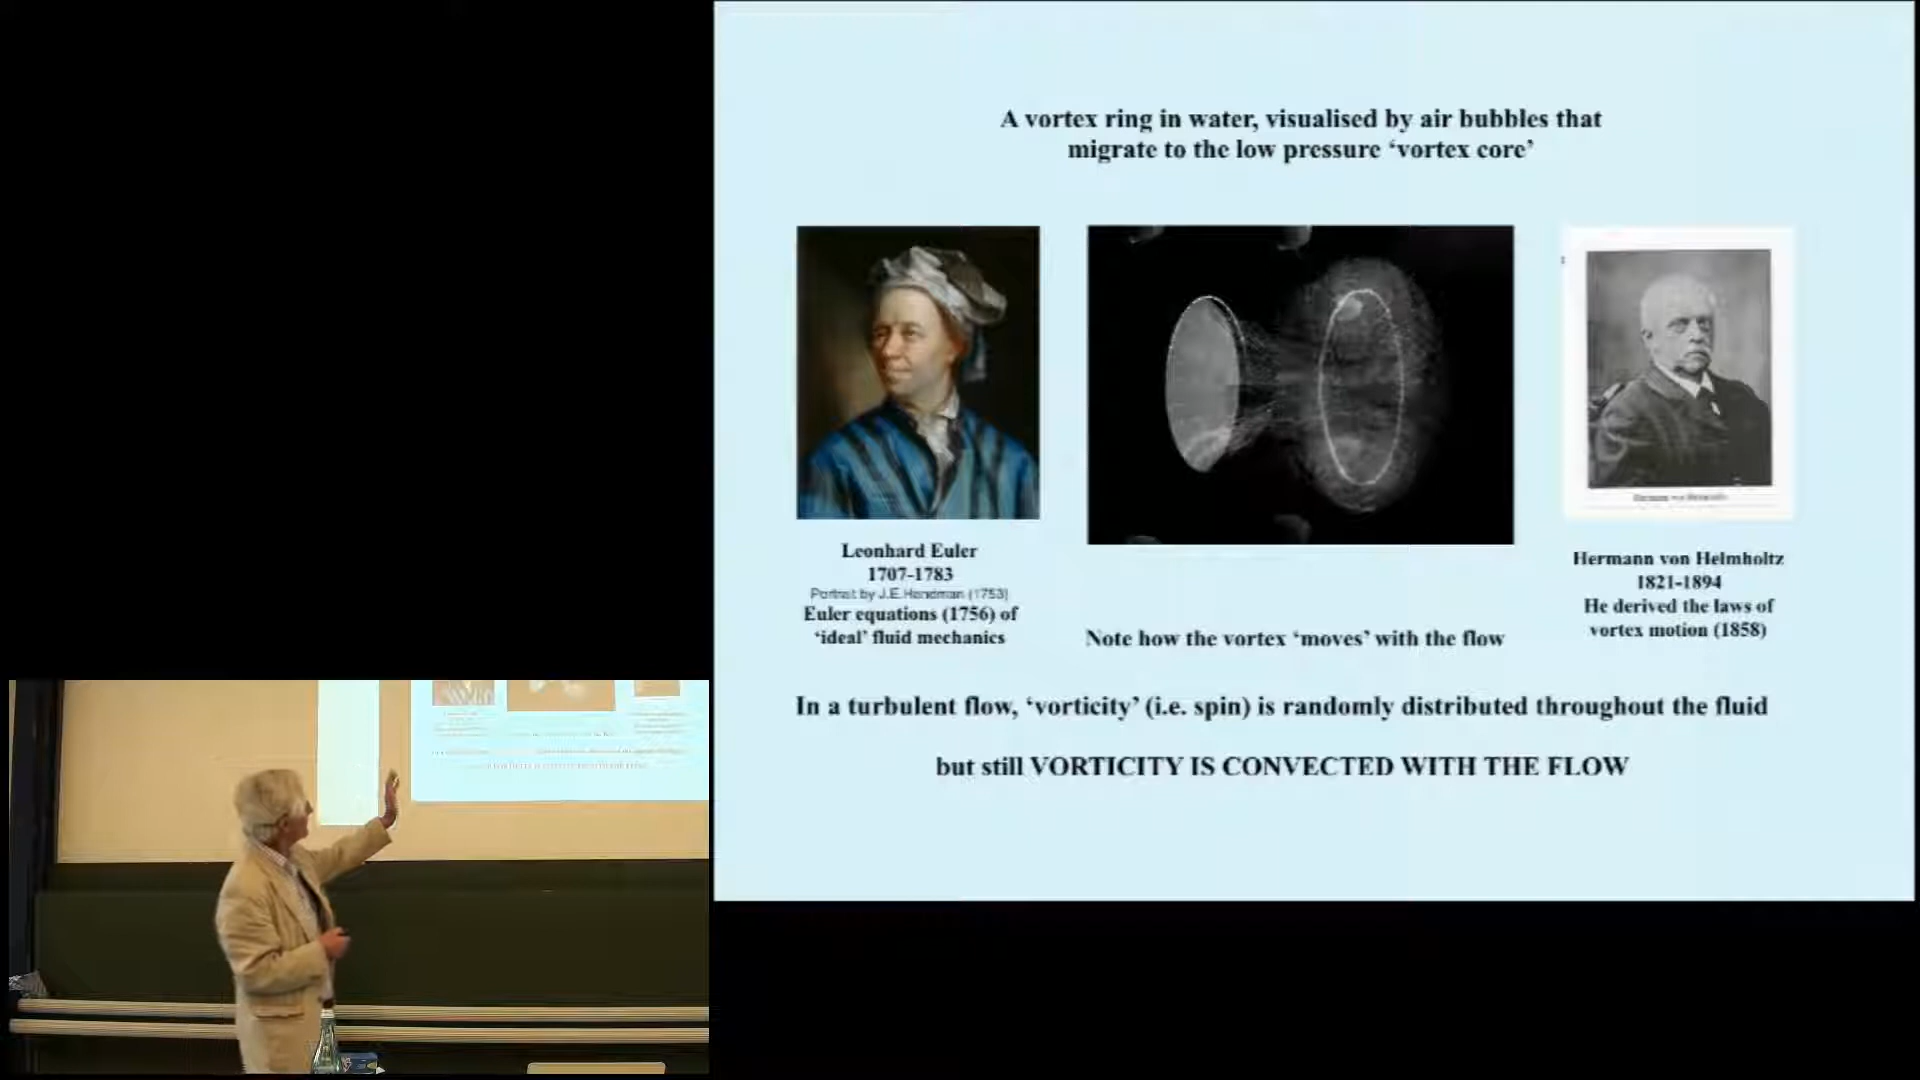 A vortex ring in water, visualised by air bubbles that
migrate to the low pressure ‘vortex core’
Leonhard Euler
1707-1783
Portrait by J.E.Handman (1753)
Euler equations (1756) of
‘ideal’ fluid mechanics
Note how the vortex ‘moves’ with the flow
Hermann von Helmholtz
1821-1894
He derived the laws of
vortex motion (1858)
In a turbulent flow, ‘vorticity’ (i.e. spin) is randomly distributed throughout the fluid
but still VORTICITY IS CONVECTED WITH THE FLOW